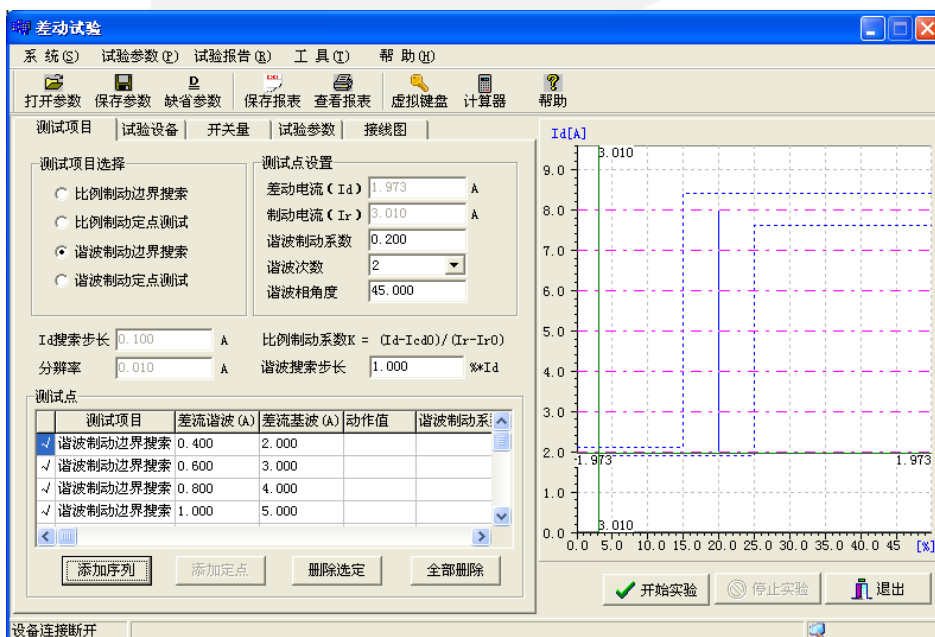 差动试验
系 统(S) 试验参数(P) 试验报告(R) 工 具(T) 帮 助(H)
打开参数 保存参数 缺省参数 保存报表 查看报表 虚拟键盘 计算器 帮助
测试项目 试验设备 开关量 试验参数 接线图
测试项目选择
比例制动边界搜索
比例制动定点测试
谐波制动边界搜索
谐波制动定点测试
测试点设置
差动电流(Id) 1.973 A
制动电流(Ir) 3.010 A
谐波制动系数 0.200
谐波次数 2
谐波相角度 45.000
Id搜索步长 0.100 A 比例制动系数K = (Id-Icd0)/(Ir-Ir0)
分辨率 0.010 A 谐波搜索步长 1.000 %*Id
测试点
测试项目 差流谐波(A) 差流基波(A) 动作值 谐波制动系
√ 谐波制动边界搜索 0.400 2.000
√ 谐波制动边界搜索 0.600 3.000
√ 谐波制动边界搜索 0.800 4.000
√ 谐波制动边界搜索 1.000 5.000
添加序列 添加定点 删除选定 全部删除
Id[A]
3.010
9.0
8.0
7.0
6.0
5.0
4.0
3.0
2.0
1.973 1.973
1.0
3.010
0.0
0.0 5.0 10.0 15.0 20.0 25.0 30.0 35.0 40.0 45 [%]
开始实验 停止实验 退出
设备连接断开